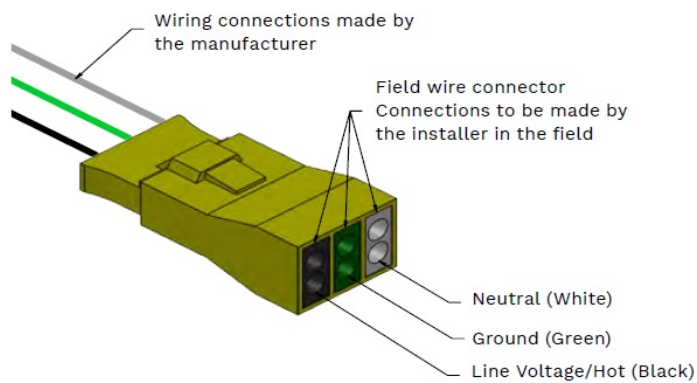 Wiring connections made by
the manufacturer
Field wire connector
Connections to be made by
the installer in the field
Neutral (White)
Ground (Green)
Line Voltage/Hot (Black)